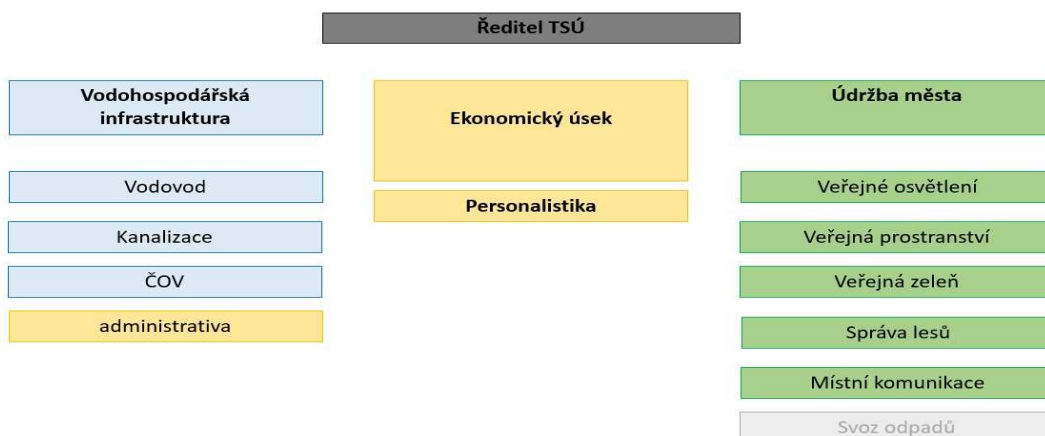 Ředitel TSÚ
Vodohospodářská
infrastruktura
Vodovod
Kanalizace
ČOV
administrativa
Ekonomický úsek
Personalistika
Údržba města
Veřejné osvětlení
Veřejná prostranství
Veřejná zeleň
Správa lesů
Místní komunikace
Svoz odpadů